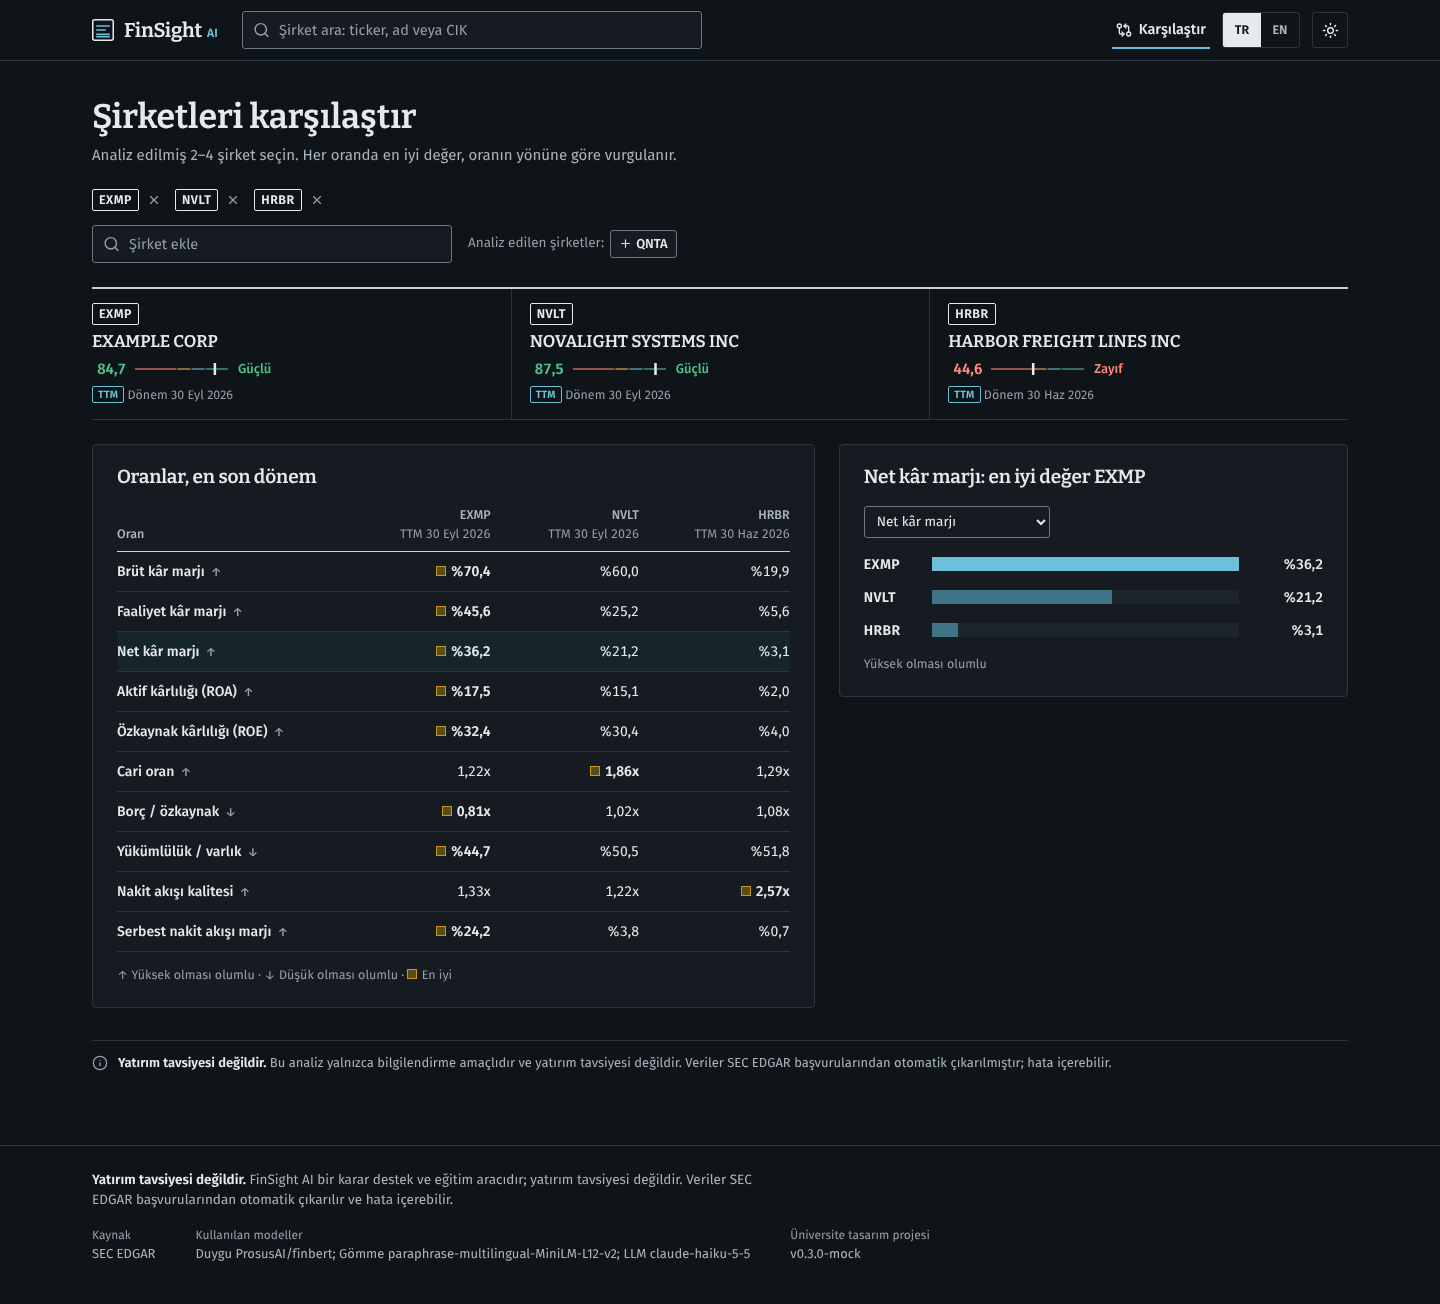 FinSight AI
Şirket ara: ticker, ad veya CIK
Karşılaştır
TR EN
Şirketleri karşılaştır
Analiz edilmiş 2–4 şirket seçin. Her oranda en iyi değer, oranın yönüne göre vurgulanır.
EXMP × NVLT × HRBR ×
Şirket ekle
Analiz edilen şirketler: + QNTA
EXMP
EXAMPLE CORP
84,7 Güçlü
TTM Dönem 30 Eyl 2026
NVLT
NOVALIGHT SYSTEMS INC
87,5 Güçlü
TTM Dönem 30 Eyl 2026
HRBR
HARBOR FREIGHT LINES INC
44,6 Zayıf
TTM Dönem 30 Haz 2026
Oranlar, en son dönem
EXMP NVLT HRBR
Oran TTM 30 Eyl 2026 TTM 30 Eyl 2026 TTM 30 Haz 2026
Brüt kâr marjı ↑ %70,4 %60,0 %19,9
Faaliyet kâr marjı ↑ %45,6 %25,2 %5,6
Net kâr marjı ↑ %36,2 %21,2 %3,1
Aktif kârlılığı (ROA) ↑ %17,5 %15,1 %2,0
Özkaynak kârlılığı (ROE) ↑ %32,4 %30,4 %4,0
Cari oran ↑ 1,22x 1,86x 1,29x
Borç / özkaynak ↓ 0,81x 1,02x 1,08x
Yükümlülük / varlık ↓ %44,7 %50,5 %51,8
Nakit akışı kalitesi ↑ 1,33x 1,22x 2,57x
Serbest nakit akışı marjı ↑ %24,2 %3,8 %0,7
↑ Yüksek olması olumlu · ↓ Düşük olması olumlu · En iyi
Net kâr marjı: en iyi değer EXMP
Net kâr marjı
EXMP %36,2
NVLT %21,2
HRBR %3,1
Yüksek olması olumlu
Yatırım tavsiyesi değildir. Bu analiz yalnızca bilgilendirme amaçlıdır ve yatırım tavsiyesi değildir. Veriler SEC EDGAR başvurularından otomatik çıkarılmıştır; hata içerebilir.
Yatırım tavsiyesi değildir. FinSight AI bir karar destek ve eğitim aracıdır; yatırım tavsiyesi değildir. Veriler SEC
EDGAR başvurularından otomatik çıkarılır ve hata içerebilir.
Kaynak
SEC EDGAR
Kullanılan modeller
Duygu ProsusAI/finbert; Gömme paraphrase-multilingual-MiniLM-L12-v2; LLM claude-haiku-5-5
Üniversite tasarım projesi
v0.3.0-mock